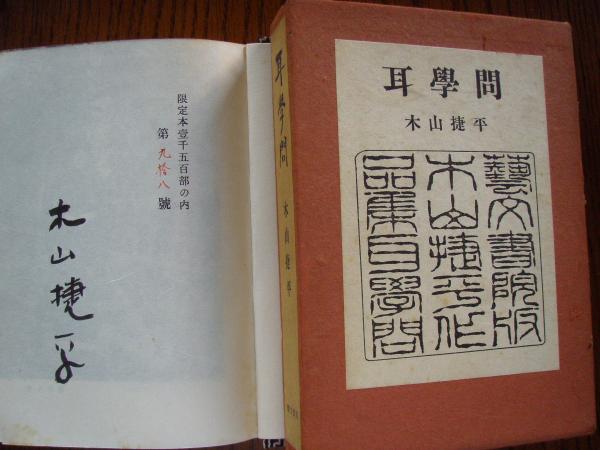 限定本壹千五百部の内
第九拾八號
木山捷平
耳學問
木山捷平
耳學問
木山捷平
藝文書院版
木山捷平作
品集耳學問